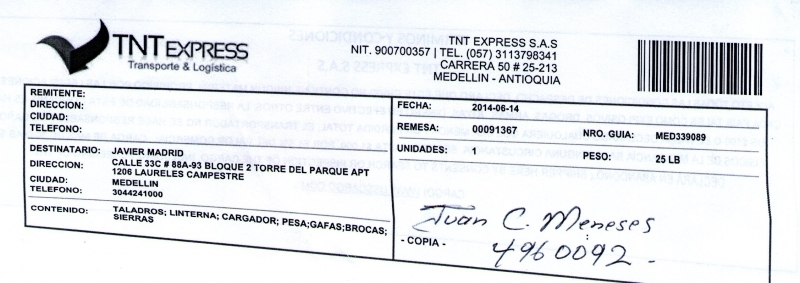 TNT EXPRESS
Transporte & Logística
TNT EXPRESS S.A.S
NIT. 900700357 | TEL. (057) 3113798341
CARRERA 50 # 25-213
MEDELLIN - ANTIOQUIA
REMITENTE:
DIRECCION:
CIUDAD:
TELEFONO:
DESTINATARIO: JAVIER MADRID
DIRECCION: CALLE 33C # 88A-93 BLOQUE 2 TORRE DEL PARQUE APT
1206 LAURELES CAMPESTRE
CIUDAD: MEDELLIN
TELEFONO: 3044241000
CONTENIDO: TALADROS; LINTERNA; CARGADOR; PESA;GAFAS;BROCAS;
SIERRAS
FECHA: 2014-06-14
REMESA: 00091367 NRO. GUIA: MED339089
UNIDADES: 1 PESO: 25 LB
Juan C. Meneses
- COPIA - 4960092 -